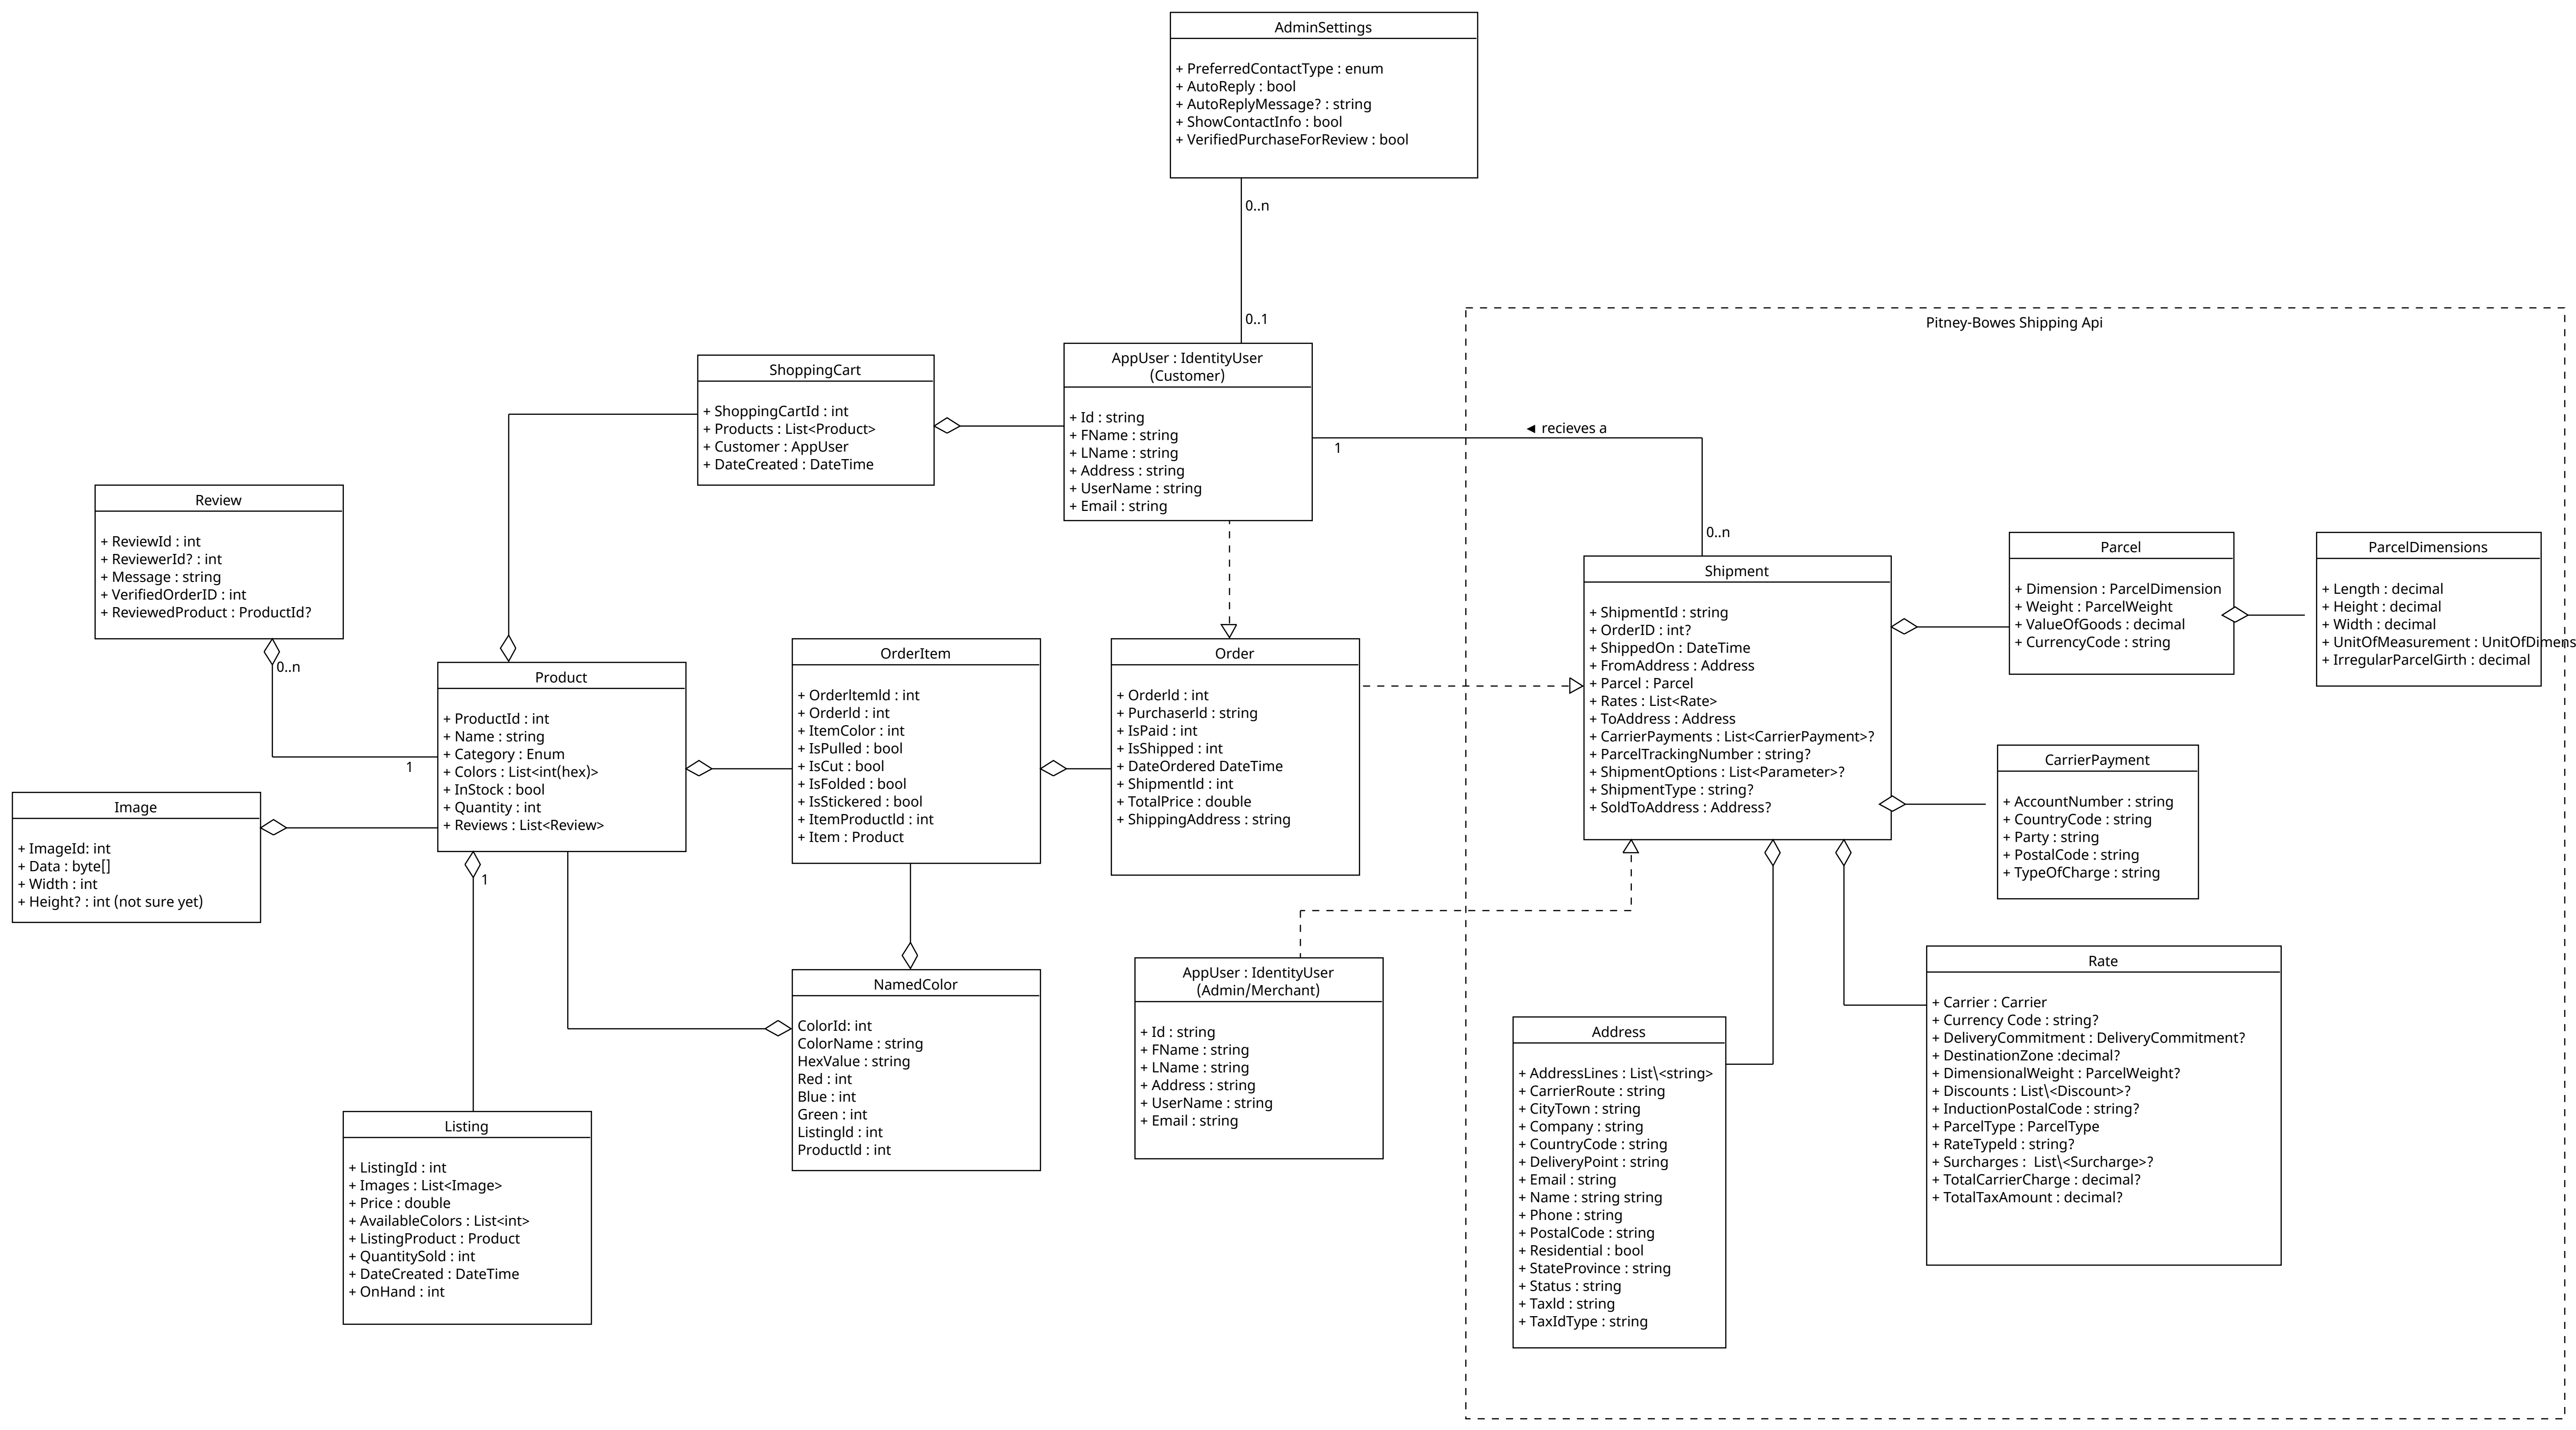 AdminSettings
+ PreferredContactType : enum
+ AutoReply : bool
+ AutoReplyMessage? : string
+ ShowContactInfo : bool
+ VerifiedPurchaseForReview : bool
0..n
0..1
Pitney-Bowes Shipping Api
AppUser : IdentityUser
(Customer)
+ Id : string
+ FName : string
+ LName : string
+ Address : string
+ UserName : string
+ Email : string
ShoppingCart
+ ShoppingCartId : int
+ Products : List<Product>
+ Customer : AppUser
+ DateCreated : DateTime
◄ recieves a
1
0..n
Review
+ ReviewId : int
+ ReviewerId? : int
+ Message : string
+ VerifiedOrderID : int
+ ReviewedProduct : ProductId?
0..n
1
Product
+ ProductId : int
+ Name : string
+ Category : Enum
+ Colors : List<int(hex)>
+ InStock : bool
+ Quantity : int
+ Reviews : List<Review>
1
OrderItem
+ OrderItemId : int
+ OrderId : int
+ ItemColor : int
+ IsPulled : bool
+ IsCut : bool
+ IsFolded : bool
+ IsStickered : bool
+ ItemProductId : int
+ Item : Product
Order
+ OrderId : int
+ PurchaserId : string
+ IsPaid : int
+ IsShipped : int
+ DateOrdered DateTime
+ ShipmentId : int
+ TotalPrice : double
+ ShippingAddress : string
Shipment
+ ShipmentId : string
+ OrderID : int?
+ ShippedOn : DateTime
+ FromAddress : Address
+ Parcel : Parcel
+ Rates : List<Rate>
+ ToAddress : Address
+ CarrierPayments : List<CarrierPayment>?
+ ParcelTrackingNumber : string?
+ ShipmentOptions : List<Parameter>?
+ ShipmentType : string?
+ SoldToAddress : Address?
Parcel
+ Dimension : ParcelDimension
+ Weight : ParcelWeight
+ ValueOfGoods : decimal
+ CurrencyCode : string
ParcelDimensions
+ Length : decimal
+ Height : decimal
+ Width : decimal
+ UnitOfMeasurement : UnitOfDimens
+ IrregularParcelGirth : decimal
CarrierPayment
+ AccountNumber : string
+ CountryCode : string
+ Party : string
+ PostalCode : string
+ TypeOfCharge : string
Image
+ ImageId: int
+ Data : byte[]
+ Width : int
+ Height? : int (not sure yet)
NamedColor
ColorId: int
ColorName : string
HexValue : string
Red : int
Blue : int
Green : int
ListingId : int
ProductId : int
AppUser : IdentityUser
(Admin/Merchant)
+ Id : string
+ FName : string
+ LName : string
+ Address : string
+ UserName : string
+ Email : string
Rate
+ Carrier : Carrier
+ Currency Code : string?
+ DeliveryCommitment : DeliveryCommitment?
+ DestinationZone :decimal?
+ DimensionalWeight : ParcelWeight?
+ Discounts : List\<Discount>?
+ InductionPostalCode : string?
+ ParcelType : ParcelType
+ RateTypeId : string?
+ Surcharges :  List\<Surcharge>?
+ TotalCarrierCharge : decimal?
+ TotalTaxAmount : decimal?
Address
+ AddressLines : List\<string>
+ CarrierRoute : string
+ CityTown : string
+ Company : string
+ CountryCode : string
+ DeliveryPoint : string
+ Email : string
+ Name : string string
+ Phone : string
+ PostalCode : string
+ Residential : bool
+ StateProvince : string
+ Status : string
+ TaxId : string
+ TaxIdType : string
Listing
+ ListingId : int
+ Images : List<Image>
+ Price : double
+ AvailableColors : List<int>
+ ListingProduct : Product
+ QuantitySold : int
+ DateCreated : DateTime
+ OnHand : int